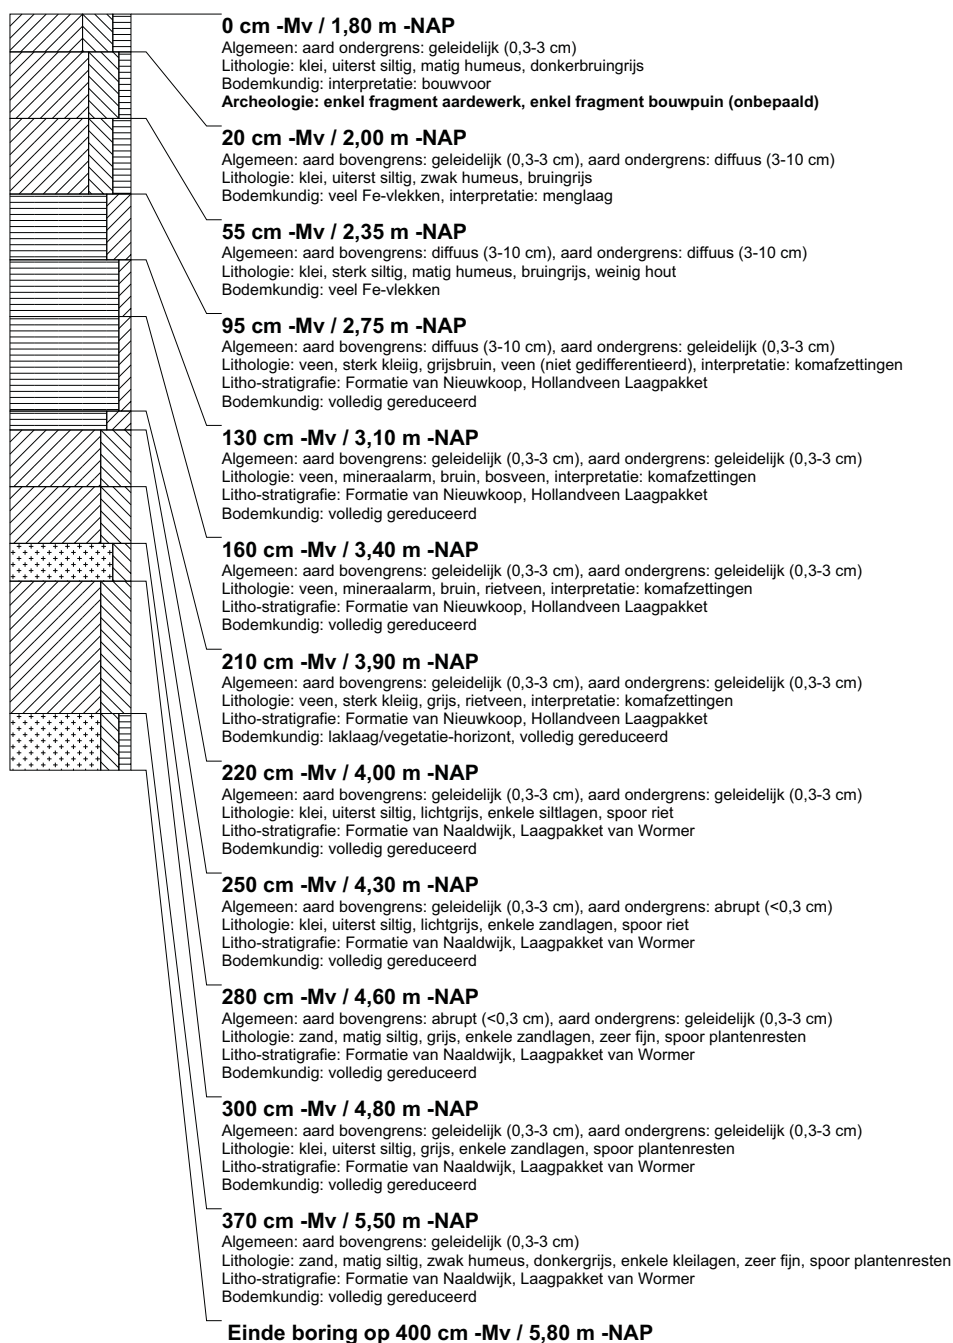 0 cm -Mv / 1,80 m -NAP
Algemeen: aard ondergrens: geleidelijk (0,3-3 cm)
Lithologie: klei, uiterst siltig, matig humeus, donkerbruingrijs
Bodemkundig: interpretatie: bouwvoor
Archeologie: enkel fragment aardewerk, enkel fragment bouwpuin (onbepaald)
20 cm -Mv / 2,00 m -NAP
Algemeen: aard bovengrens: geleidelijk (0,3-3 cm), aard ondergrens: diffuus (3-10 cm)
Lithologie: klei, uiterst siltig, zwak humeus, bruingrijs
Bodemkundig: veel Fe-vlekken, interpretatie: menglaag
55 cm -Mv / 2,35 m -NAP
Algemeen: aard bovengrens: diffuus (3-10 cm), aard ondergrens: diffuus (3-10 cm)
Lithologie: klei, sterk siltig, matig humeus, bruingrijs, weinig hout
Bodemkundig: veel Fe-vlekken
95 cm -Mv / 2,75 m -NAP
Algemeen: aard bovengrens: diffuus (3-10 cm), aard ondergrens: geleidelijk (0,3-3 cm)
Lithologie: veen, sterk kleiig, grijsbruin, veen (niet gedifferentieerd), interpretatie: komafzettingen
Litho-stratigrafie: Formatie van Nieuwkoop, Hollandveen Laagpakket
Bodemkundig: volledig gereduceerd
130 cm -Mv / 3,10 m -NAP
Algemeen: aard bovengrens: geleidelijk (0,3-3 cm), aard ondergrens: geleidelijk (0,3-3 cm)
Lithologie: veen, mineraalarm, bruin, bosveen, interpretatie: komafzettingen
Litho-stratigrafie: Formatie van Nieuwkoop, Hollandveen Laagpakket
Bodemkundig: volledig gereduceerd
160 cm -Mv / 3,40 m -NAP
Algemeen: aard bovengrens: geleidelijk (0,3-3 cm), aard ondergrens: geleidelijk (0,3-3 cm)
Lithologie: veen, mineraalarm, bruin, rietveen, interpretatie: komafzettingen
Litho-stratigrafie: Formatie van Nieuwkoop, Hollandveen Laagpakket
Bodemkundig: volledig gereduceerd
210 cm -Mv / 3,90 m -NAP
Algemeen: aard bovengrens: geleidelijk (0,3-3 cm), aard ondergrens: geleidelijk (0,3-3 cm)
Lithologie: veen, sterk kleiig, grijs, rietveen, interpretatie: komafzettingen
Litho-stratigrafie: Formatie van Nieuwkoop, Hollandveen Laagpakket
Bodemkundig: laklaag/vegetatie-horizont, volledig gereduceerd
220 cm -Mv / 4,00 m -NAP
Algemeen: aard bovengrens: geleidelijk (0,3-3 cm), aard ondergrens: geleidelijk (0,3-3 cm)
Lithologie: klei, uiterst siltig, lichtgrijs, enkele siltlagen, spoor riet
Litho-stratigrafie: Formatie van Naaldwijk, Laagpakket van Wormer
Bodemkundig: volledig gereduceerd
250 cm -Mv / 4,30 m -NAP
Algemeen: aard bovengrens: geleidelijk (0,3-3 cm), aard ondergrens: abrupt (<0,3 cm)
Lithologie: klei, uiterst siltig, lichtgrijs, enkele zandlagen, spoor riet
Litho-stratigrafie: Formatie van Naaldwijk, Laagpakket van Wormer
Bodemkundig: volledig gereduceerd
280 cm -Mv / 4,60 m -NAP
Algemeen: aard bovengrens: abrupt (<0,3 cm), aard ondergrens: geleidelijk (0,3-3 cm)
Lithologie: zand, matig siltig, grijs, enkele zandlagen, zeer fijn, spoor plantenresten
Litho-stratigrafie: Formatie van Naaldwijk, Laagpakket van Wormer
Bodemkundig: volledig gereduceerd
300 cm -Mv / 4,80 m -NAP
Algemeen: aard bovengrens: geleidelijk (0,3-3 cm), aard ondergrens: geleidelijk (0,3-3 cm)
Lithologie: klei, uiterst siltig, grijs, enkele zandlagen, spoor plantenresten
Litho-stratigrafie: Formatie van Naaldwijk, Laagpakket van Wormer
Bodemkundig: volledig gereduceerd
370 cm -Mv / 5,50 m -NAP
Algemeen: aard bovengrens: geleidelijk (0,3-3 cm)
Lithologie: zand, matig siltig, zwak humeus, donkergrijs, enkele kleilagen, zeer fijn, spoor plantenresten
Litho-stratigrafie: Formatie van Naaldwijk, Laagpakket van Wormer
Bodemkundig: volledig gereduceerd
Einde boring op 400 cm -Mv / 5,80 m -NAP